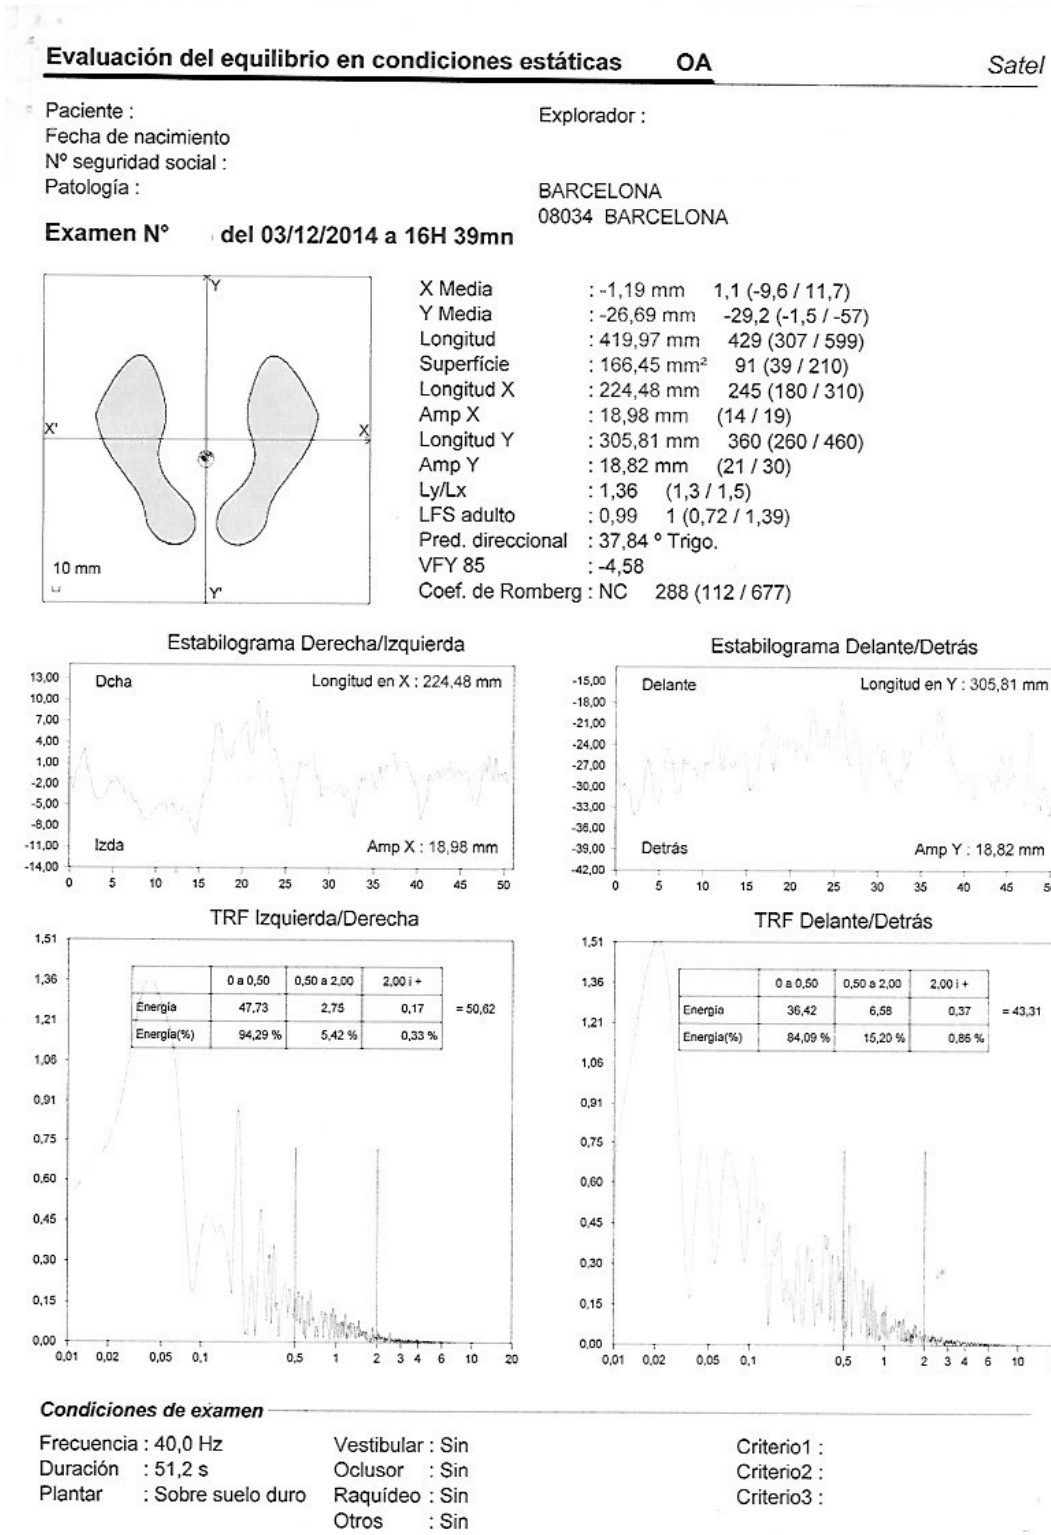 Evaluación del equilibrio en condiciones estáticas OA Satel
Paciente :
Fecha de nacimiento
Nº seguridad social :
Patología :
Explorador :
BARCELONA
08034 BARCELONA
Examen N° del 03/12/2014 a 16H 39mn
Y
X' X
10 mm
Y'
X Media : -1,19 mm 1,1 (-9,6 / 11,7)
Y Media : -26,69 mm -29,2 (-1,5 / -57)
Longitud : 419,97 mm 429 (307 / 599)
Superfície : 166,45 mm² 91 (39 / 210)
Longitud X : 224,48 mm 245 (180 / 310)
Amp X : 18,98 mm (14 / 19)
Longitud Y : 305,81 mm 360 (260 / 460)
Amp Y : 18,82 mm (21 / 30)
Ly/Lx : 1,36 (1,3 / 1,5)
LFS adulto : 0,99 1 (0,72 / 1,39)
Pred. direccional : 37,84 º Trigo.
VFY 85 : -4,58
Coef. de Romberg : NC 288 (112 / 677)
Estabilograma Derecha/Izquierda
13,00
10,00
7,00
4,00
1,00
-2,00
-5,00
-8,00
-11,00
-14,00
Dcha Longitud en X : 224,48 mm
Izda Amp X : 18,98 mm
0 5 10 15 20 25 30 35 40 45 50
Estabilograma Delante/Detrás
-15,00
-18,00
-21,00
-24,00
-27,00
-30,00
-33,00
-36,00
-39,00
-42,00
Delante Longitud en Y : 305,81 mm
Detrás Amp Y : 18,82 mm
0 5 10 15 20 25 30 35 40 45
TRF Izquierda/Derecha
1,51
1,36
1,21
1,06
0,91
0,75
0,60
0,45
0,30
0,15
0,00
0 a 0,50 0,50 a 2,00 2,00 i +
Energía 47,73 2,75 0,17 = 50,62
Energía(%) 94,29 % 5,42 % 0,33 %
0,01 0,02 0,05 0,1 0,5 1 2 3 4 6 10 20
TRF Delante/Detrás
1,51
1,36
1,21
1,06
0,91
0,75
0,60
0,45
0,30
0,15
0,00
0 a 0,50 0,50 a 2,00 2,00 i +
Energía 36,42 6,58 0,37 = 43,31
Energía(%) 84,09 % 15,20 % 0,86 %
0,01 0,02 0,05 0,1 0,5 1 2 3 4 6 10
Condiciones de examen
Frecuencia : 40,0 Hz
Duración : 51,2 s
Plantar : Sobre suelo duro
Vestibular : Sin
Oclusor : Sin
Raquídeo : Sin
Otros : Sin
Criterio1 :
Criterio2 :
Criterio3 :